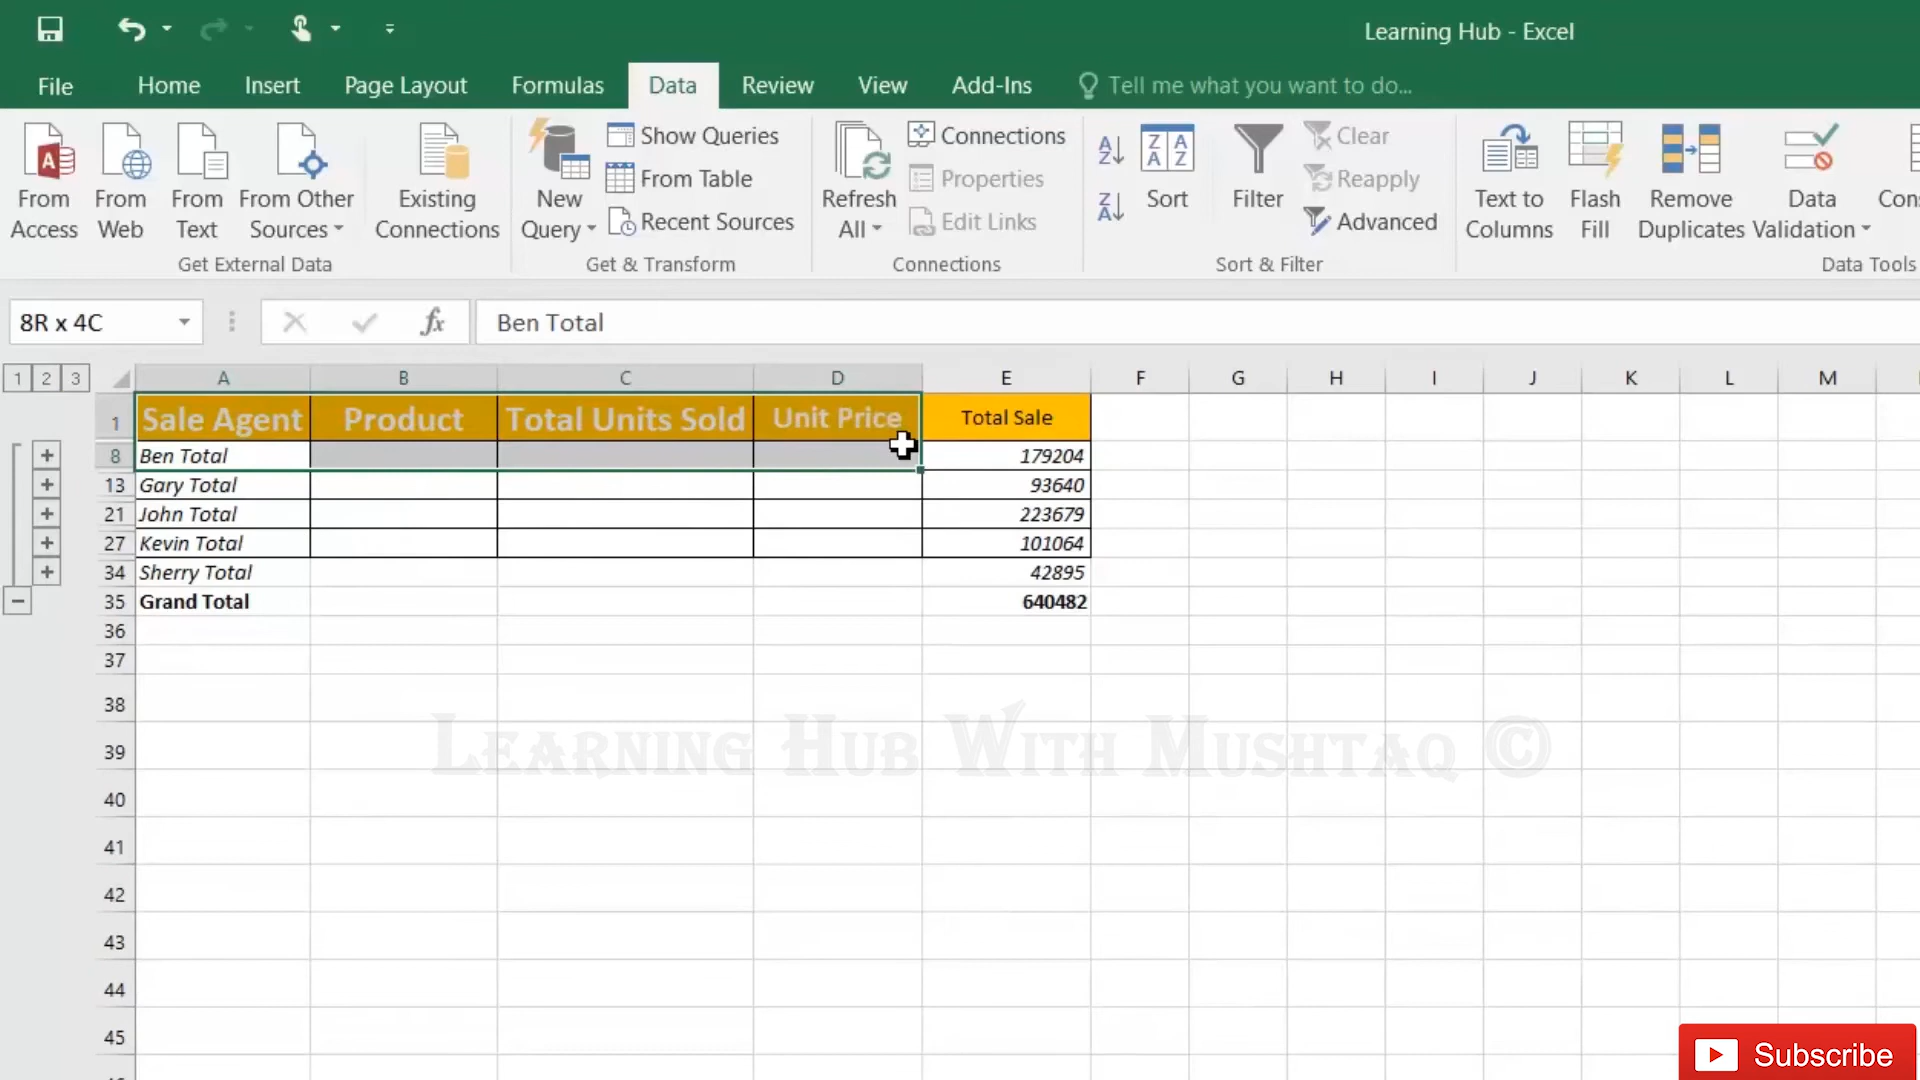 Learning Hub - Excel
File Home Insert Page Layout Formulas Data Review View Add-Ins Tell me what you want to do...
From Access
From Web
From Text
From Other Sources
Existing Connections
Get External Data
New Query
Show Queries
From Table
Recent Sources
Get & Transform
Refresh All
Connections
Properties
Edit Links
Connections
Sort
Filter
Clear
Reapply
Advanced
Sort & Filter
Text to Columns
Flash Fill
Remove Duplicates
Data Validation
Cons
Data Tools
8R x 4C fx Ben Total
1 2 3 A B C D E F G H I J K L M
1 Sale Agent Product Total Units Sold Unit Price Total Sale
8 Ben Total 179204
13 Gary Total 93640
21 John Total 223679
27 Kevin Total 101064
34 Sherry Total 42895
35 Grand Total 640482
36
37
38
39
40
41
42
43
44
45
Learning Hub With Mushtaq ©
Subscribe